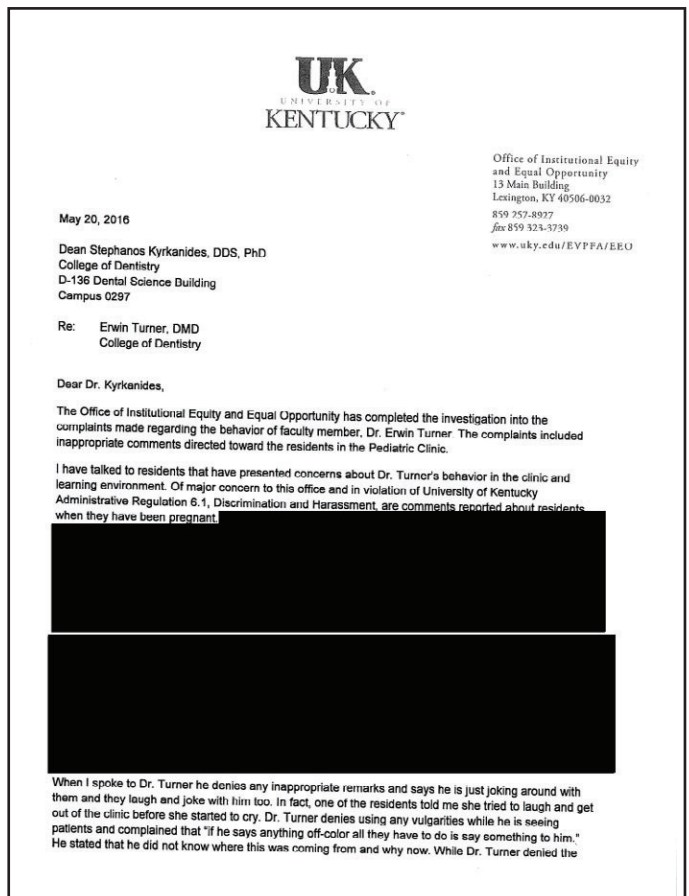 UK
UNIVERSITY OF
KENTUCKY®
Office of Institutional Equity
and Equal Opportunity
13 Main Building
Lexington, KY 40506-0032
859 257-8927
fax 859 323-3739
www.uky.edu/EVPFA/EEO
May 20, 2016
Dean Stephanos Kyrkanides, DDS, PhD
College of Dentistry
D-136 Dental Science Building
Campus 0297
Re: Erwin Turner, DMD
College of Dentistry
Dear Dr. Kyrkanides,
The Office of Institutional Equity and Equal Opportunity has completed the investigation into the
complaints made regarding the behavior of faculty member, Dr. Erwin Turner. The complaints included
inappropriate comments directed toward the residents in the Pediatric Clinic.
I have talked to residents that have presented concerns about Dr. Turner's behavior in the clinic and
learning environment. Of major concern to this office and in violation of University of Kentucky
Administrative Regulation 6.1, Discrimination and Harassment, are comments reported about residents
when they have been pregnant.
When I spoke to Dr. Turner he denies any inappropriate remarks and says he is just joking around with
them and they laugh and joke with him too. In fact, one of the residents told me she tried to laugh and get
out of the clinic before she started to cry. Dr. Turner denies using any vulgarities while he is seeing
patients and complained that "if he says anything off-color all they have to do is say something to him."
He stated that he did not know where this was coming from and why now. While Dr. Turner denied the